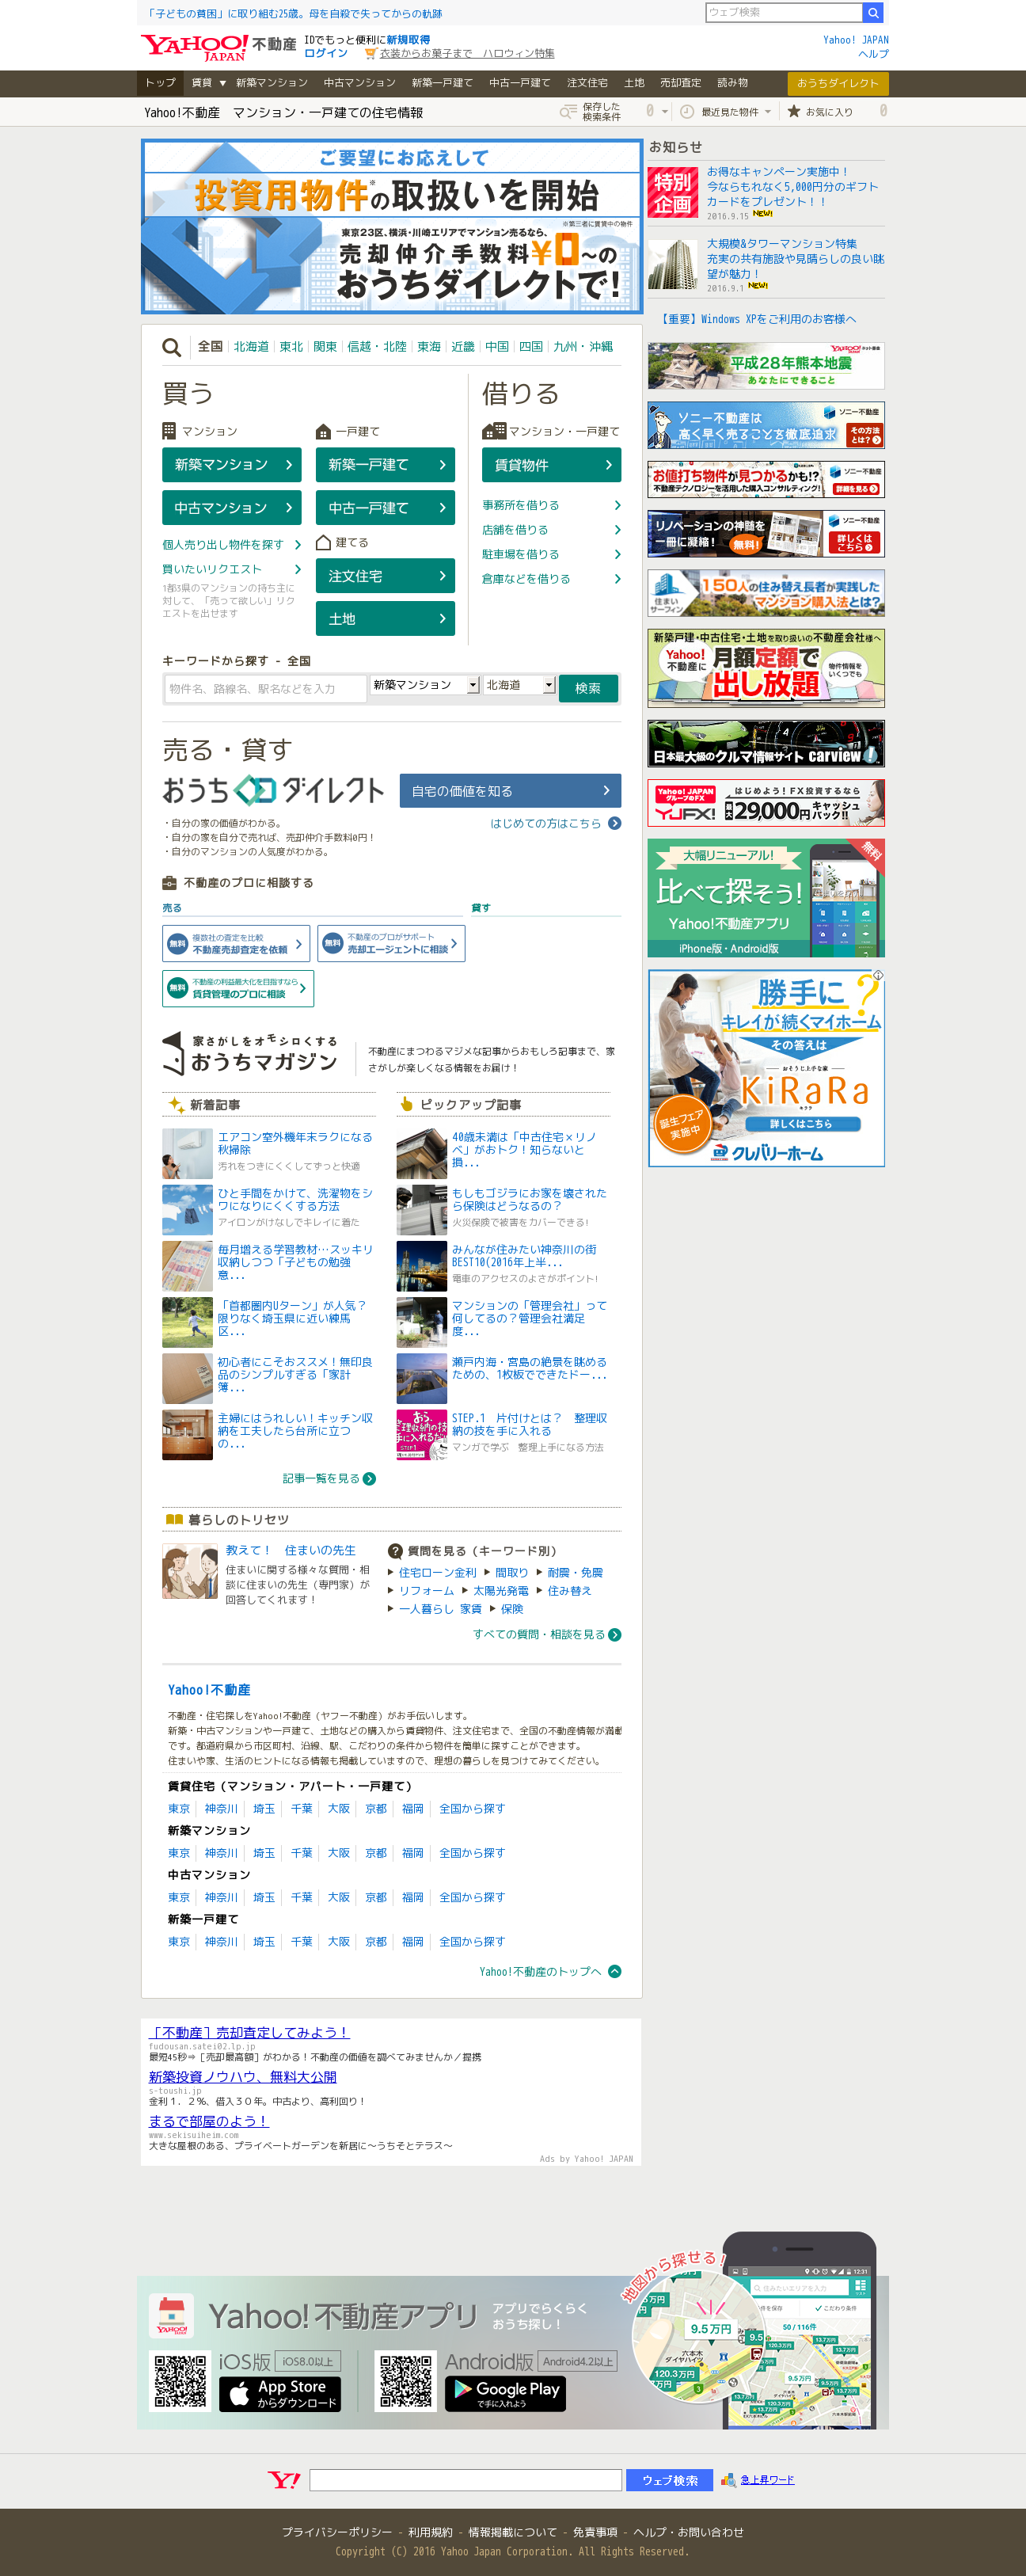 「子どもの貧困」に取り組む25歳。母を自殺で失ってからの軌跡
ウェブ検索
YAHOO! JAPAN 不動産
IDでもっと便利に新規取得
ログイン 衣装からお菓子まで ハロウィン特集
Yahoo! JAPAN
ヘルプ
トップ 賃貸 ▼ 新築マンション 中古マンション 新築一戸建て 中古一戸建て 注文住宅 土地 売却査定 読み物 おうちダイレクト
Yahoo!不動産 マンション・一戸建ての住宅情報
保存した
検索条件 0
最近見た物件
お気に入り 0
ご要望にお応えして
投資用物件※の取扱いを開始
※第三者に賃貸中の物件
東京23区、横浜・川崎エリアでマンション売るなら、
売却仲介手数料¥0〜の
おうちダイレクトで!
お知らせ
特別
企画
お得なキャンペーン実施中！
今ならもれなく5,000円分のギフト
カードをプレゼント！！
2016.9.15 NEW!
大規模&タワーマンション特集
充実の共有施設や見晴らしの良い眺
望が魅力！
2016.9.1 NEW!
【重要】Windows XPをご利用のお客様へ
全国 北海道 東北 関東 信越・北陸 東海 近畿 中国 四国 九州・沖縄
買う
マンション
新築マンション
中古マンション
個人売り出し物件を探す
買いたいリクエスト
1都3県のマンションの持ち主に
対して、「売って欲しい」リク
エストを出せます
一戸建て
新築一戸建て
中古一戸建て
建てる
注文住宅
土地
借りる
マンション・一戸建て
賃貸物件
事務所を借りる
店舗を借りる
駐車場を借りる
倉庫などを借りる
キーワードから探す - 全国
物件名、路線名、駅名などを入力
新築マンション
北海道
検索
売る・貸す
おうちダイレクト
自宅の価値を知る
・自分の家の価値がわかる。
・自分の家を自分で売れば、売却仲介手数料0円！
・自分のマンションの人気度がわかる。
はじめての方はこちら
不動産のプロに相談する
売る
貸す
無料 複数社の査定を比較
不動産売却査定を依頼
無料 不動産のプロがサポート
売却エージェントに相談
無料 不動産の利益最大化を目指すなら
賃貸管理のプロに相談
家さがしをオモシロくする
おうちマガジン
不動産にまつわるマジメな記事からおもしろ記事まで、家
さがしが楽しくなる情報をお届け！
新着記事
エアコン室外機年末ラクになる
秋掃除
汚れをつきにくくしてずっと快適
ひと手間をかけて、洗濯物をシ
ワになりにくくする方法
アイロンがけなしでキレイに着た
毎月増える学習教材…スッキリ
収納しつつ「子どもの勉強
意...
「首都圏内Uターン」が人気？
限りなく埼玉県に近い練馬
区...
初心者にこそおススメ！無印良
品のシンプルすぎる「家計
簿...
主婦にはうれしい！キッチン収
納を工夫したら台所に立つ
の...
記事一覧を見る
ピックアップ記事
40歳未満は「中古住宅×リノ
ベ」がおトク！知らないと
損...
もしもゴジラにお家を壊された
ら保険はどうなるの？
火災保険で被害をカバーできる!
みんなが住みたい神奈川の街
BEST10(2016年上半...
電車のアクセスのよさがポイント!
マンションの「管理会社」って
何してるの？管理会社満足
度...
瀬戸内海・宮島の絶景を眺める
ための、1枚板でできたドー...
STEP.1 片付けとは？ 整理収
納の技を手に入れる
マンガで学ぶ 整理上手になる方法
暮らしのトリセツ
教えて！ 住まいの先生
住まいに関する様々な質問・相
談に住まいの先生（専門家）が
回答してくれます！
質問を見る（キーワード別）
住宅ローン金利 間取り 耐震・免震
リフォーム 太陽光発電 住み替え
一人暮らし 家賃 保険
すべての質問・相談を見る
Yahoo!不動産
不動産・住宅探しをYahoo!不動産（ヤフー不動産）がお手伝いします。
新築・中古マンションや一戸建て、土地などの購入から賃貸物件、注文住宅まで、全国の不動産情報が満載
です。都道府県から市区町村、沿線、駅、こだわりの条件から物件を簡単に探すことができます。
住まいや家、生活のヒントになる情報も掲載していますので、理想の暮らしを見つけてみてください。
賃貸住宅（マンション・アパート・一戸建て）
東京 神奈川 埼玉 千葉 大阪 京都 福岡 全国から探す
新築マンション
東京 神奈川 埼玉 千葉 大阪 京都 福岡 全国から探す
中古マンション
東京 神奈川 埼玉 千葉 大阪 京都 福岡 全国から探す
新築一戸建て
東京 神奈川 埼玉 千葉 大阪 京都 福岡 全国から探す
Yahoo!不動産のトップへ
YAHOO! JAPAN ネット募金
平成28年熊本地震
あなたにできること
ソニー不動産は
高く早く売ることを徹底追求
ソニー不動産
その方法
とは?
お値打ち物件が見つかるかも!?
不動産テクノロジーを活用した購入コンサルティング!
ソニー不動産
詳細を見る
リノベーションの神髄を
一冊に凝縮!
無料!
ソニー不動産
詳しくは
こちら
住まい
サーフィン
150人の住み替え長者が実践した
マンション購入法とは?
新築戸建・中古住宅・土地を取り扱いの不動産会社様へ
Yahoo!
不動産に
月額定額で
出し放題
物件情報を
いくつでも
日本最大級のクルマ情報サイト carview!
Yahoo! JAPAN
グループのFX
YJFX!
はじめよう！FX投資するなら
最大29,000円キャッシュ
バック!!
無料
大幅リニューアル!
比べて探そう!
Yahoo!不動産アプリ
iPhone版・Android版
勝手に?
キレイが続くマイホーム
その答えは
おそうじ上手な家
KiRaRa
キララ
詳しくはこちら
誕生フェア
実施中
クレバリーホーム
［不動産］売却査定してみよう！
fudousan.satei02.lp.jp
最短45秒⇒［売却最高額］がわかる！不動産の価値を調べてみませんか／提携
新築投資ノウハウ、無料大公開
s-toushi.jp
金利１．２％、借入３０年。中古より、高利回り！
まるで部屋のよう！
www.sekisuiheim.com
大きな屋根のある、プライベートガーデンを新居に～うちそとテラス～
Ads by Yahoo! JAPAN
Yahoo!不動産アプリ
アプリでらくらく
おうち探し！
iOS版 iOS8.0以上
App Store
からダウンロード
Android版 Android4.2以上
Google Play
で手に入れよう
地図から探せる!
12:31
住みたいエリアを入力
こだわり条件
50 / 116件
9.5万円
120.3万円
六本木
ダイハツ
Y!
ウェブ検索
急上昇ワード
プライバシーポリシー - 利用規約 - 情報掲載について - 免責事項 - ヘルプ・お問い合わせ
Copyright (C) 2016 Yahoo Japan Corporation. All Rights Reserved.